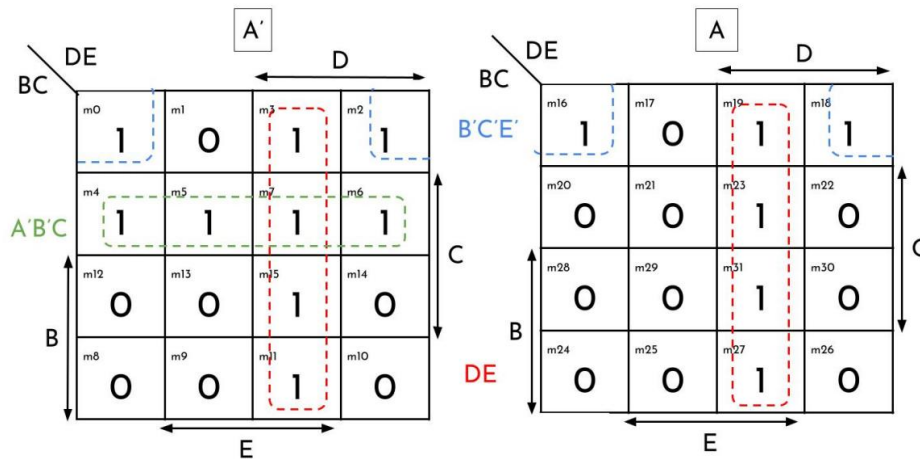 A' A
DE D DE D
BC BC
m0 m1 m3 m2 m16 m17 m19 m18
1 0 1 1 B'C'E' 1 0 1 1
m4 m5 m7 m6 m20 m21 m23 m22
A'B'C 1 1 1 1 0 0 1 0
C C
m12 m13 m15 m14 m28 m29 m31 m30
0 0 1 0 0 0 1 0
B B
m8 m9 m11 m10 m24 m25 m27 m26
0 0 1 0 DE 0 0 1 0
E E